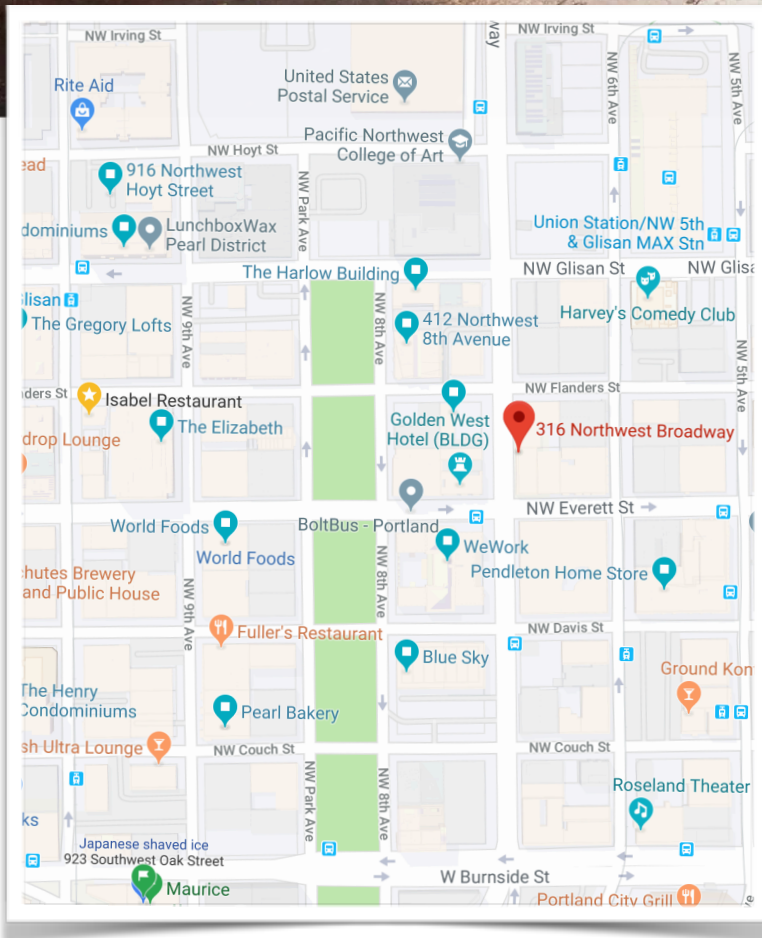 NW Irving St
way
NW Irving St
Rite Aid
United States
Postal Service
NW 6th Ave
NW 5th Ave
NW Hoyt St
Pacific Northwest
College of Art
ead
916 Northwest
Hoyt Street
NW Park Ave
dominiums
LunchboxWax
Pearl District
Union Station/NW 5th
& Glisan MAX Stn
The Harlow Building
NW Glisan St
NW Glisa
Glisan
The Gregory Lofts
NW 9th Ave
NW 8th Ave
412 Northwest
8th Avenue
Harvey's Comedy Club
NW 5th Ave
nders St
Isabel Restaurant
NW Flanders St
drop Lounge
The Elizabeth
Golden West
Hotel (BLDG)
316 Northwest Broadway
World Foods
World Foods
BoltBus - Portland
NW Everett St
WeWork
Pendleton Home Store
chutes Brewery
and Public House
NW 9th Ave
NW 8th Ave
Fuller's Restaurant
NW Davis St
Blue Sky
Ground Kon
The Henry
Condominiums
Pearl Bakery
sh Ultra Lounge
NW Couch St
NW Couch St
NW Park Ave
NW 8th Ave
Roseland Theater
ks
Japanese shaved ice
923 Southwest Oak Street
Maurice
W Burnside St
Portland City Grill